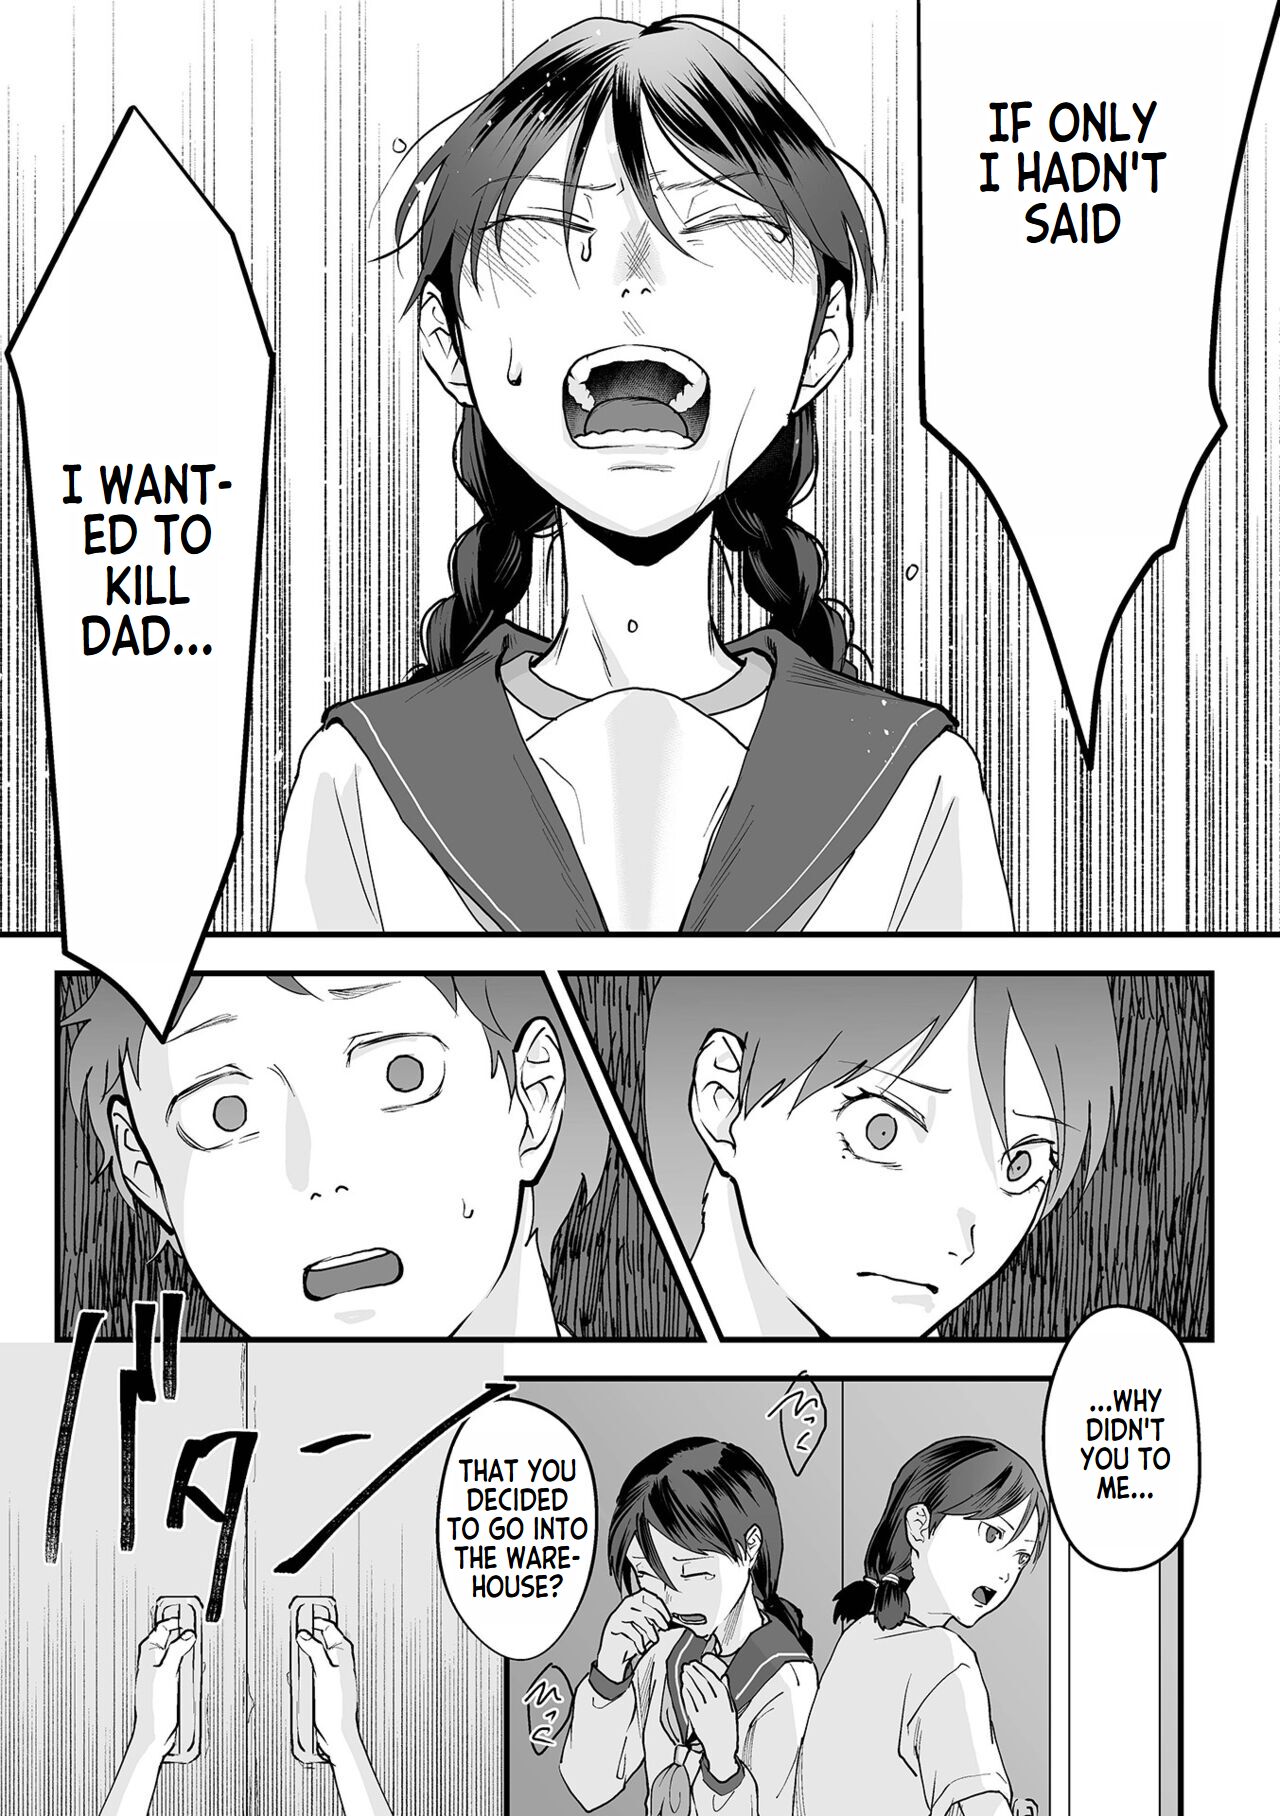 IF ONLY
I HADN'T
SAID
I WANT-
ED TO
KILL
DAD...
...WHY
DIDN'T
YOU TO
ME...
THAT YOU
DECIDED
TO GO INTO
THE WARE-
HOUSE?
バタン